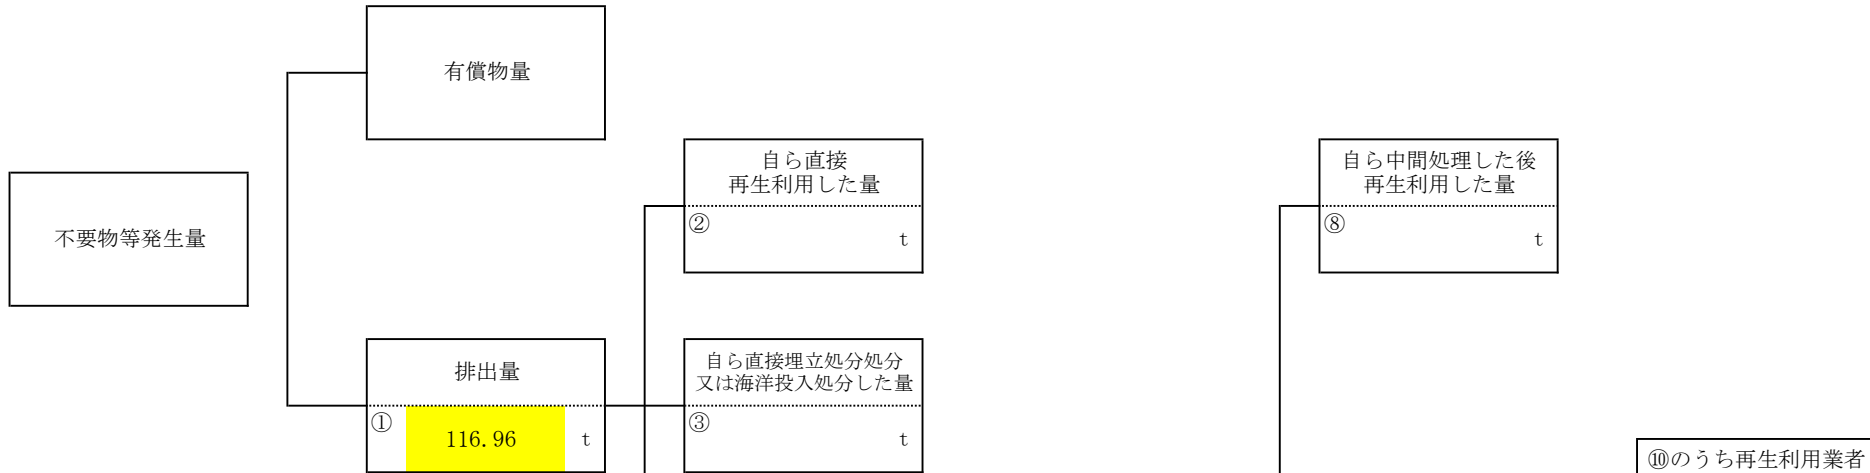 有償物量
自ら直接
再生利用した量
②
t
自ら中間処理した後
再生利用した量
⑧
t
不要物等発生量
排出量
①
116.96
t
自ら直接埋立処分処分
又は海洋投入処分した量
③
t
⑩のうち再生利用業者